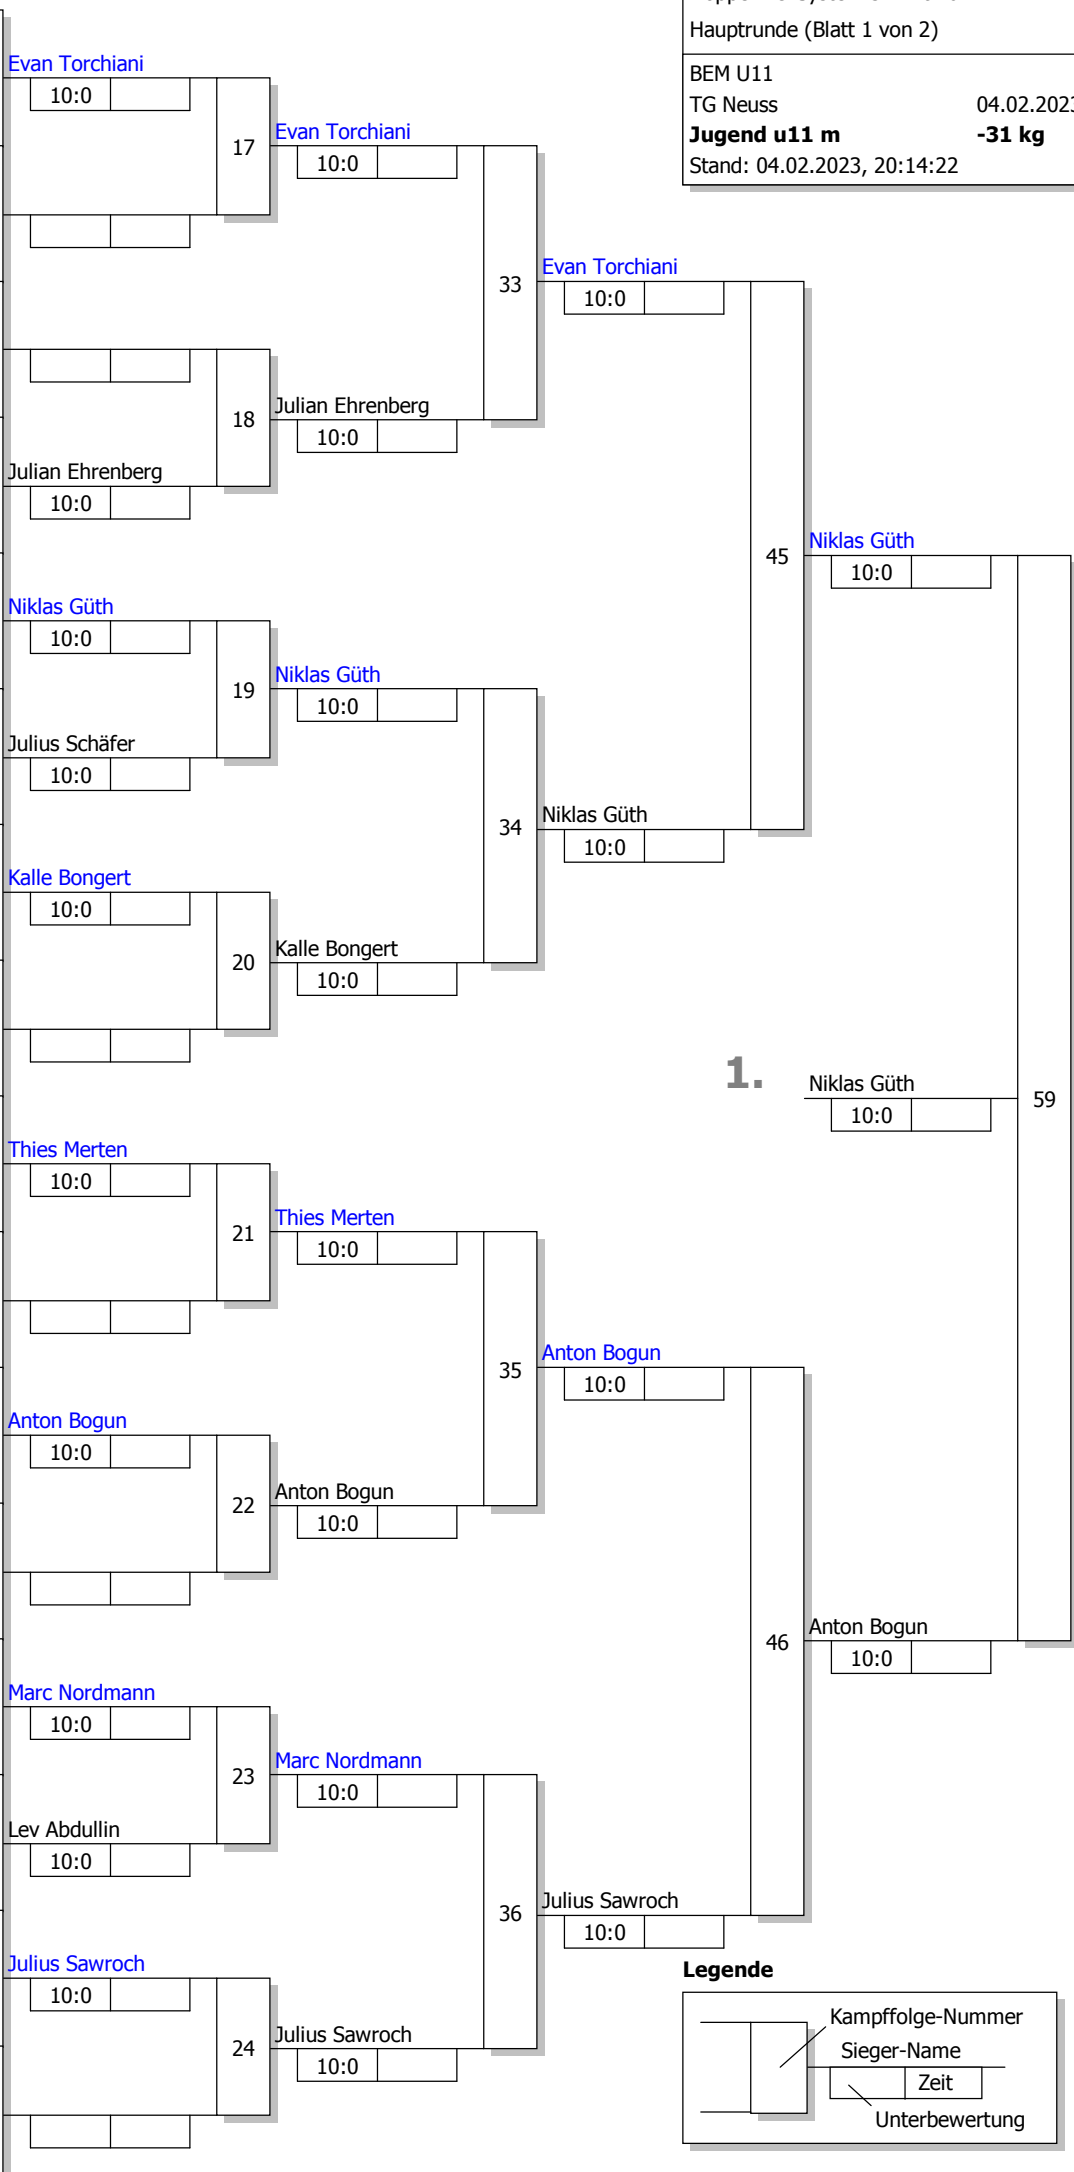 Hauptrunde (Blatt 1 von 2)
BEM U11
TG Neuss 04.02.2023
Jugend u11 m -31 kg
Stand: 04.02.2023, 20:14:22
Evan Torchiani
10:0
17
Evan Torchiani
10:0
33
Evan Torchiani
10:0
18
Julian Ehrenberg
10:0
Julian Ehrenberg
10:0
45
Niklas Güth
10:0
Niklas Güth
10:0
19
Niklas Güth
10:0
Julius Schäfer
10:0
34
Niklas Güth
10:0
Kalle Bongert
10:0
20
Kalle Bongert
10:0
1.
Niklas Güth
10:0
59
Thies Merten
10:0
21
Thies Merten
10:0
35
Anton Bogun
10:0
Anton Bogun
10:0
22
Anton Bogun
10:0
46
Anton Bogun
10:0
Marc Nordmann
10:0
23
Marc Nordmann
10:0
Lev Abdullin
10:0
36
Julius Sawroch
10:0
Julius Sawroch
10:0
24
Julius Sawroch
10:0
Legende
Kampffolge-Nummer
Sieger-Name
Zeit
Unterbewertung